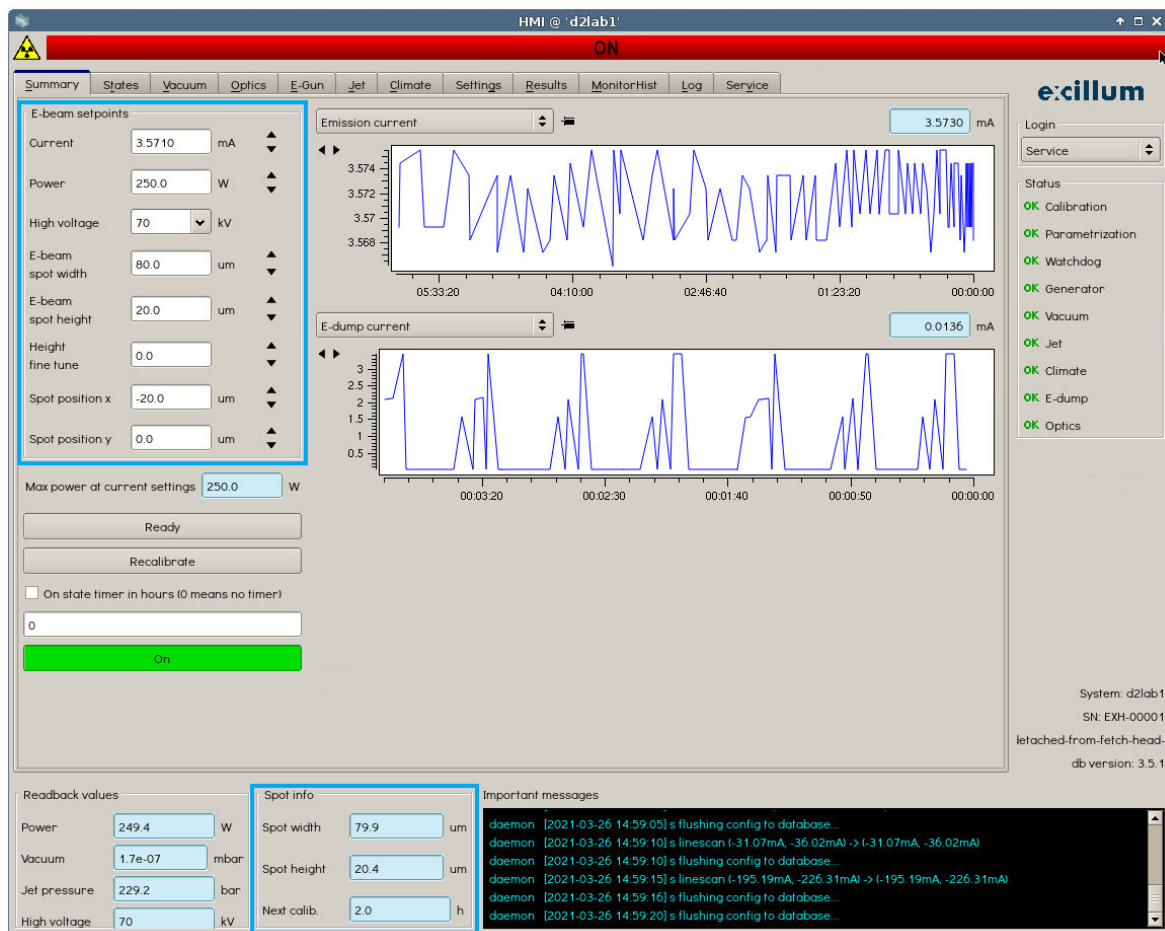 HMI @ 'd2lab1'
ON
Summary States Vacuum Optics E-Gun Jet Climate Settings Results MonitorHist Log Service
excillum
E-beam setpoints
Current 3.5710 mA
Power 250.0 W
High voltage 70 kV
E-beam
spot width 80.0 um
E-beam
spot height 20.0 um
Height
fine tune 0.0
Spot position x -20.0 um
Spot position y 0.0 um
Max power at current settings 250.0 W
Ready
Recalibrate
On state timer in hours (0 means no timer)
0
On
Emission current 3.5730 mA
3.574
3.572
3.57
3.568
05:33:20 04:10:00 02:46:40 01:23:20 00:00:00
E-dump current 0.0136 mA
3
2.5
2
1.5
1
0.5
00:03:20 00:02:30 00:01:40 00:00:50 00:00:00
Login
Service
Status
OK Calibration
OK Parametrization
OK Watchdog
OK Generator
OK Vacuum
OK Jet
OK Climate
OK E-dump
OK Optics
System: d2lab1
SN: EXH-00001
letached-from-fetch-head-
db version: 3.5.1
Readback values
Power 249.4 W
Vacuum 1.7e-07 mbar
Jet pressure 229.2 bar
High voltage 70 kV
Spot info
Spot width 79.9 um
Spot height 20.4 um
Next calib. 2.0 h
Important messages
daemon [2021-03-26 14:59:05] s flushing config to database...
daemon [2021-03-26 14:59:10] s linescan (-31.07mA, -36.02mA) -> (-31.07mA, -36.02mA)
daemon [2021-03-26 14:59:10] s flushing config to database...
daemon [2021-03-26 14:59:15] s linescan (-195.19mA, -226.31mA) -> (-195.19mA, -226.31mA)
daemon [2021-03-26 14:59:16] s flushing config to database...
daemon [2021-03-26 14:59:20] s flushing config to database...